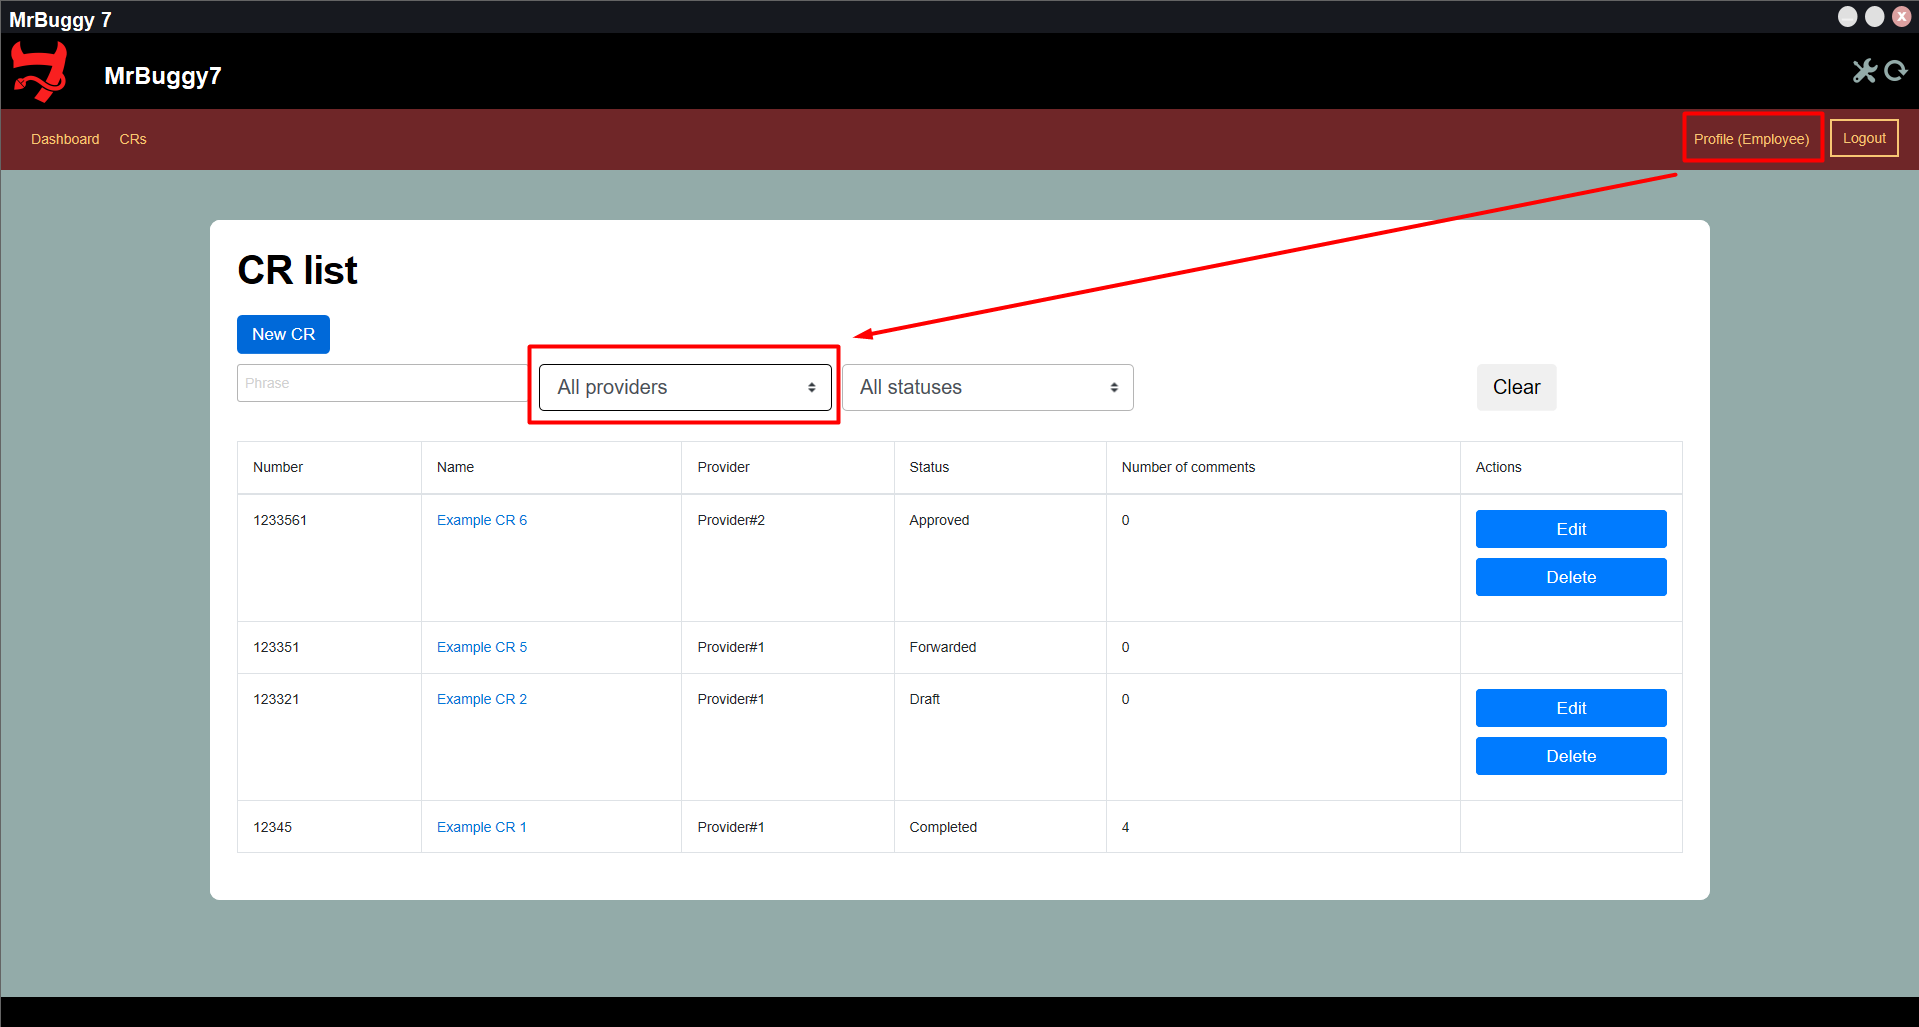 MrBuggy 7
X
MrBuggy7
Dashboard CRs Profile (Employee) Logout
CR list
New CR
Phrase All providers All statuses Clear
Number Name Provider Status Number of comments Actions
1233561 Example CR 6 Provider#2 Approved 0 Edit
Delete
123351 Example CR 5 Provider#1 Forwarded 0
123321 Example CR 2 Provider#1 Draft 0 Edit
Delete
12345 Example CR 1 Provider#1 Completed 4